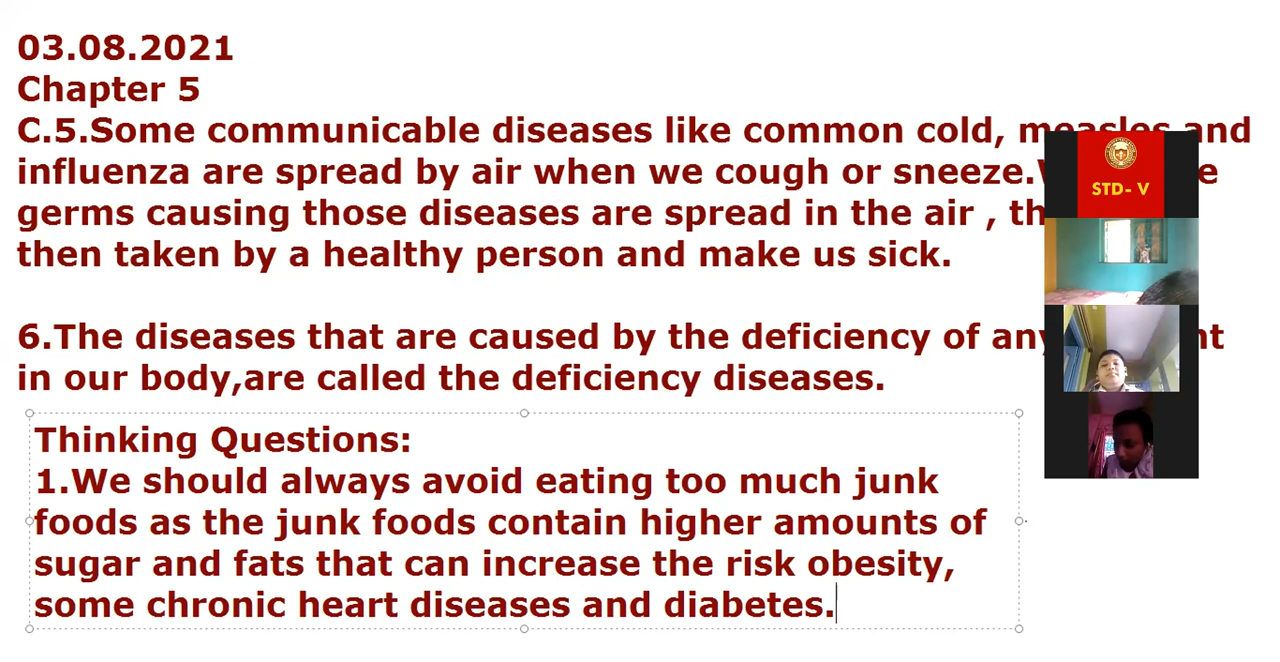 03.08.2021
Chapter 5
C.5.Some communicable diseases like common cold, measles and
influenza are spread by air when we cough or sneeze.
germs causing those diseases are spread in the air ,
then taken by a healthy person and make us sick.
6.The diseases that are caused by the deficiency of any
in our body,are called the deficiency diseases.
Thinking Questions:
1.We should always avoid eating too much junk
foods as the junk foods contain higher amounts of
sugar and fats that can increase the risk obesity,
some chronic heart diseases and diabetes.
STD- V